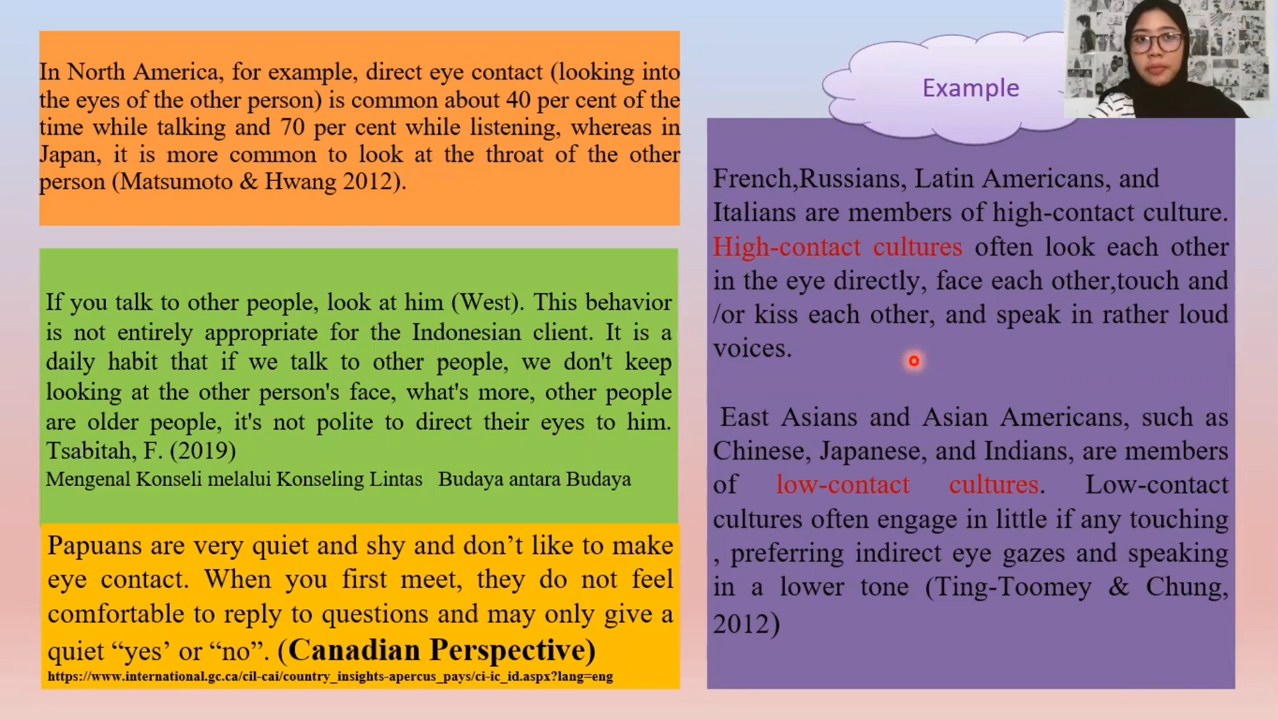 In North America, for example, direct eye contact (looking into
the eyes of the other person) is common about 40 per cent of the
time while talking and 70 per cent while listening, whereas in
Japan, it is more common to look at the throat of the other
person (Matsumoto & Hwang 2012).
If you talk to other people, look at him (West). This behavior
is not entirely appropriate for the Indonesian client. It is a
daily habit that if we talk to other people, we don't keep
looking at the other person's face, what's more, other people
are older people, it's not polite to direct their eyes to him.
Tsabitah, F. (2019)
Mengenal Konseli melalui Konseling Lintas Budaya antara Budaya
Papuans are very quiet and shy and don’t like to make
eye contact. When you first meet, they do not feel
comfortable to reply to questions and may only give a
quiet “yes’ or “no”. (Canadian Perspective)
https://www.international.gc.ca/cil-cai/country_insights-apercus_pays/ci-ic_id.aspx?lang=eng
Example
French,Russians, Latin Americans, and
Italians are members of high-contact culture.
High-contact cultures often look each other
in the eye directly, face each other,touch and
/or kiss each other, and speak in rather loud
voices.
East Asians and Asian Americans, such as
Chinese, Japanese, and Indians, are members
of low-contact cultures. Low-contact
cultures often engage in little if any touching
, preferring indirect eye gazes and speaking
in a lower tone (Ting-Toomey & Chung,
2012)